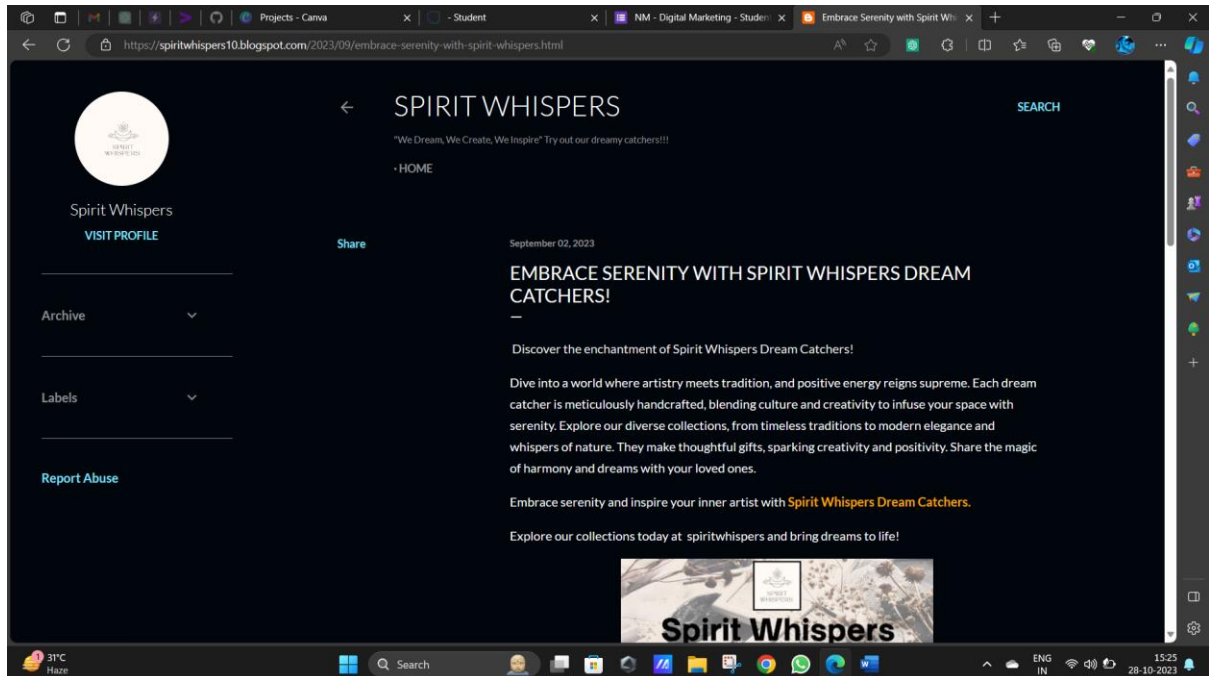 Projects - Canva
- Student
NM - Digital Marketing - Studen
Embrace Serenity with Spirit Whi
https://spiritwhispers10.blogspot.com/2023/09/embrace-serenity-with-spirit-whispers.html
SPIRIT WHISPERS
SPIRIT WHISPERS
SEARCH
"We Dream, We Create, We Inspire" Try out our dreamy catchers!!!
• HOME
Spirit Whispers
VISIT PROFILE
Archive
Labels
Report Abuse
Share
September 02, 2023
EMBRACE SERENITY WITH SPIRIT WHISPERS DREAM
CATCHERS!
Discover the enchantment of Spirit Whispers Dream Catchers!
Dive into a world where artistry meets tradition, and positive energy reigns supreme. Each dream
catcher is meticulously handcrafted, blending culture and creativity to infuse your space with
serenity. Explore our diverse collections, from timeless traditions to modern elegance and
whispers of nature. They make thoughtful gifts, sparking creativity and positivity. Share the magic
of harmony and dreams with your loved ones.
Embrace serenity and inspire your inner artist with Spirit Whispers Dream Catchers.
Explore our collections today at spiritwhispers and bring dreams to life!
SPIRIT
WHISPERS
Spirit Whispers
1
31°C
Haze
Search
ENG
IN
15:25
28-10-2023